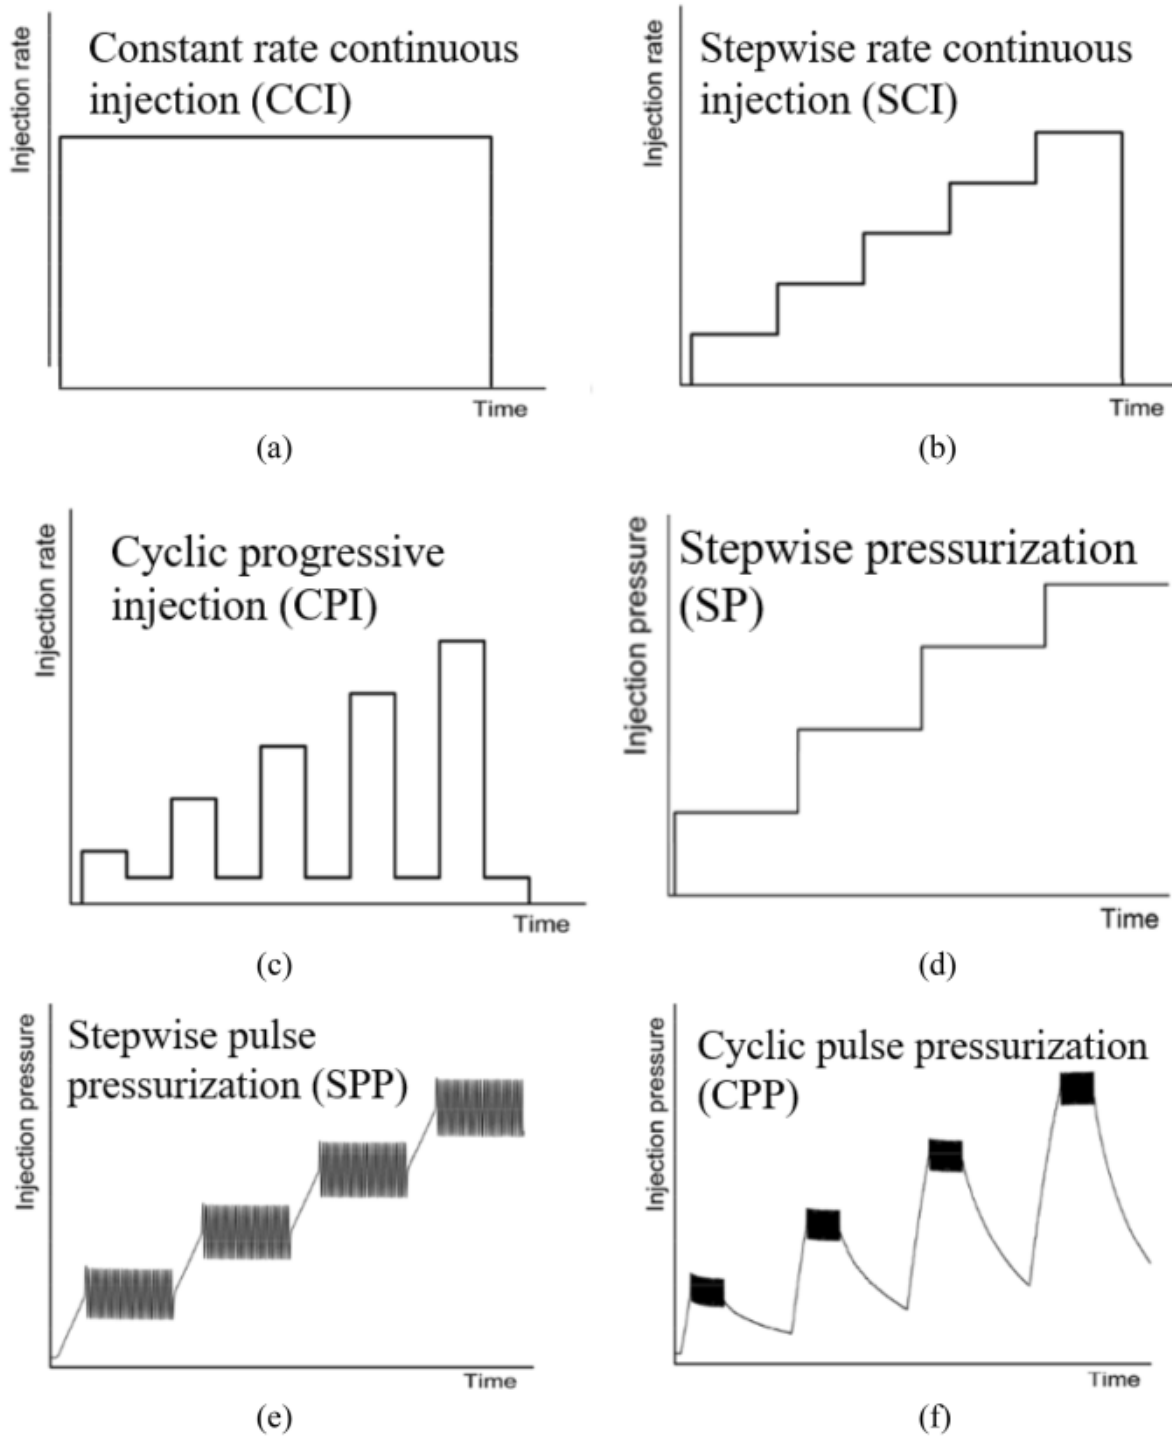 Injection rate
Constant rate continuous
injection (CCI)
Time
(a)
Injection rate
Stepwise rate continuous
injection (SCI)
Time
(b)
Injection rate
Cyclic progressive
injection (CPI)
Time
(c)
Injection pressure
Stepwise pressurization
(SP)
Time
(d)
Injection pressure
Stepwise pulse
pressurization (SPP)
Time
(e)
Injection pressure
Cyclic pulse pressurization
(CPP)
Time
(f)